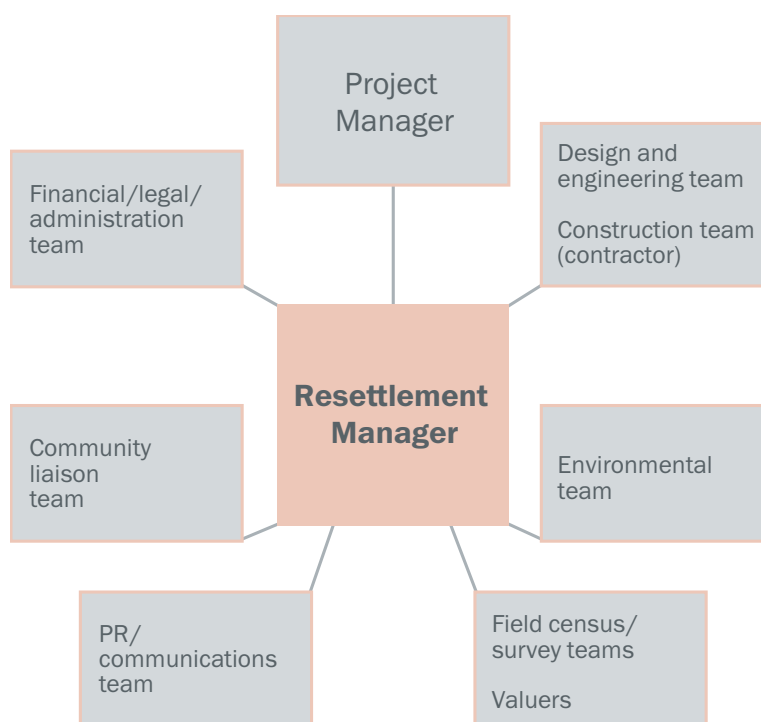 Project
Manager
Design and
engineering team
Construction team
(contractor)
Financial/legal/
administration
team
Resettlement
Manager
Community
liaison
team
Environmental
team
PR/
communications
team
Field census/
survey teams
Valuers